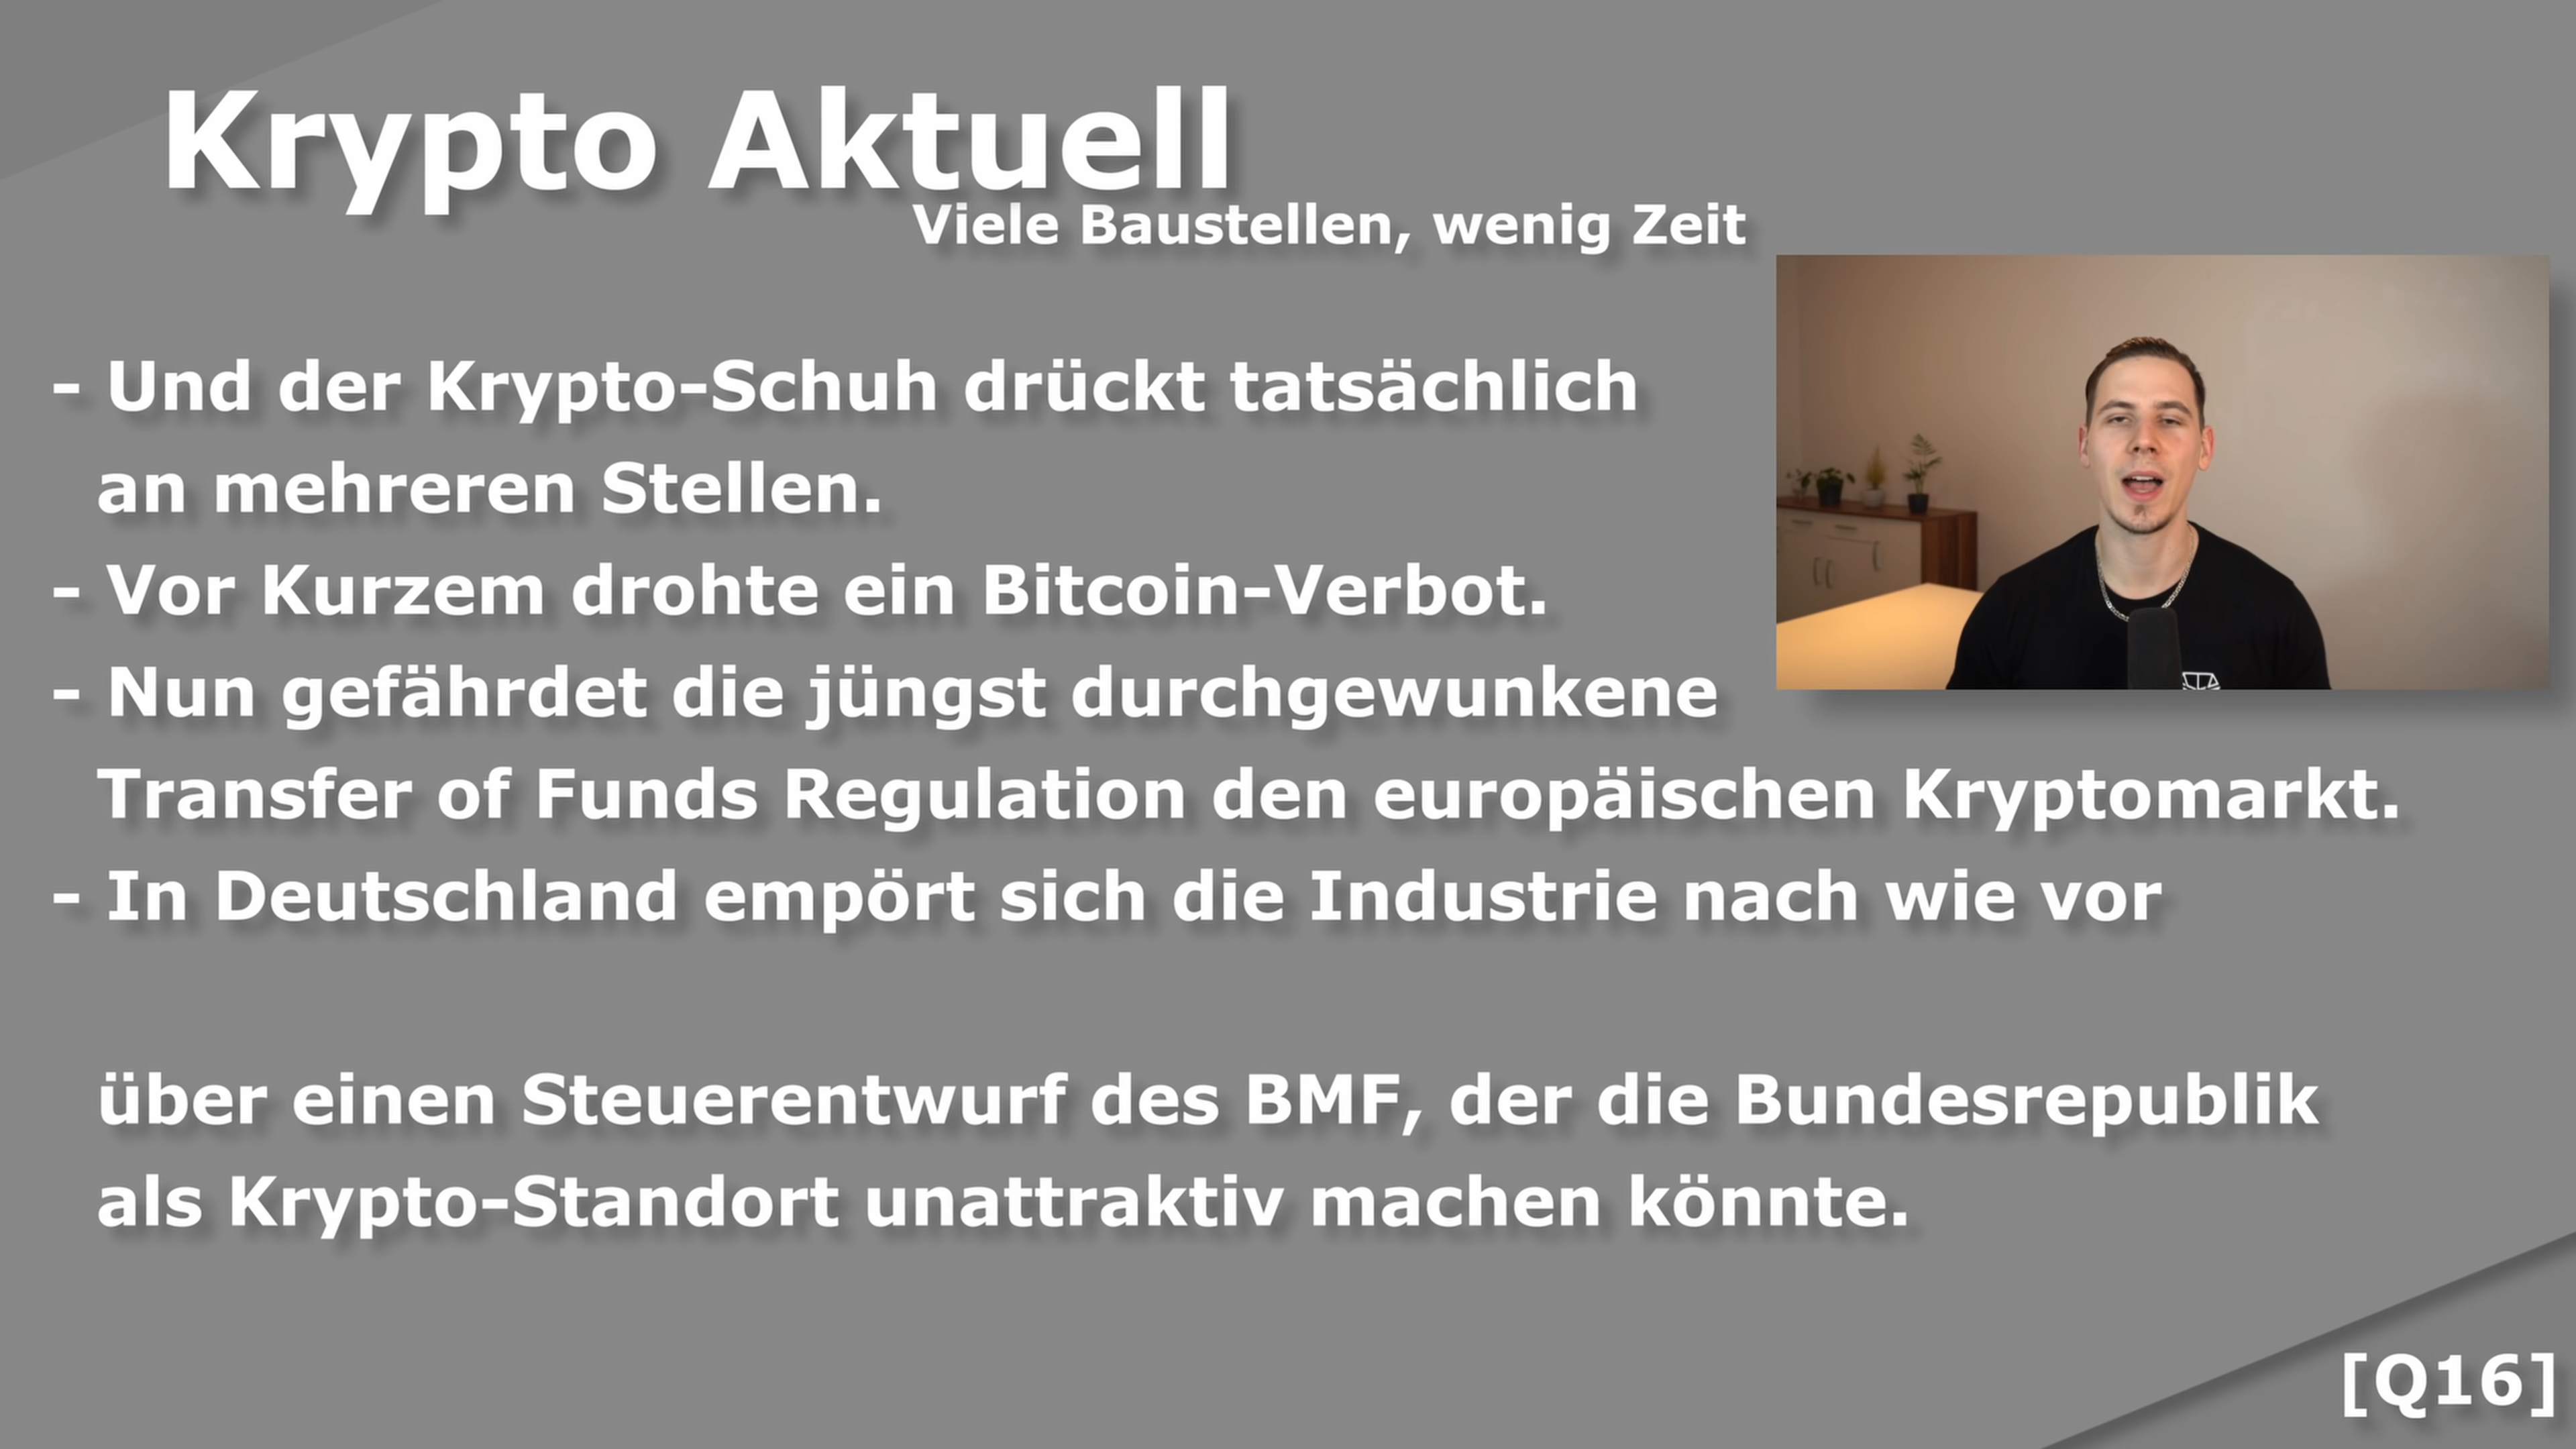 Krypto Aktuell
Viele Baustellen, wenig Zeit
- Und der Krypto-Schuh drückt tatsächlich
an mehreren Stellen.
- Vor Kurzem drohte ein Bitcoin-Verbot.
- Nun gefährdet die jüngst durchgewunkene
Transfer of Funds Regulation den europäischen Kryptomarkt.
- In Deutschland empört sich die Industrie nach wie vor
über einen Steuerentwurf des BMF, der die Bundesrepublik
als Krypto-Standort unattraktiv machen könnte.
[Q16]